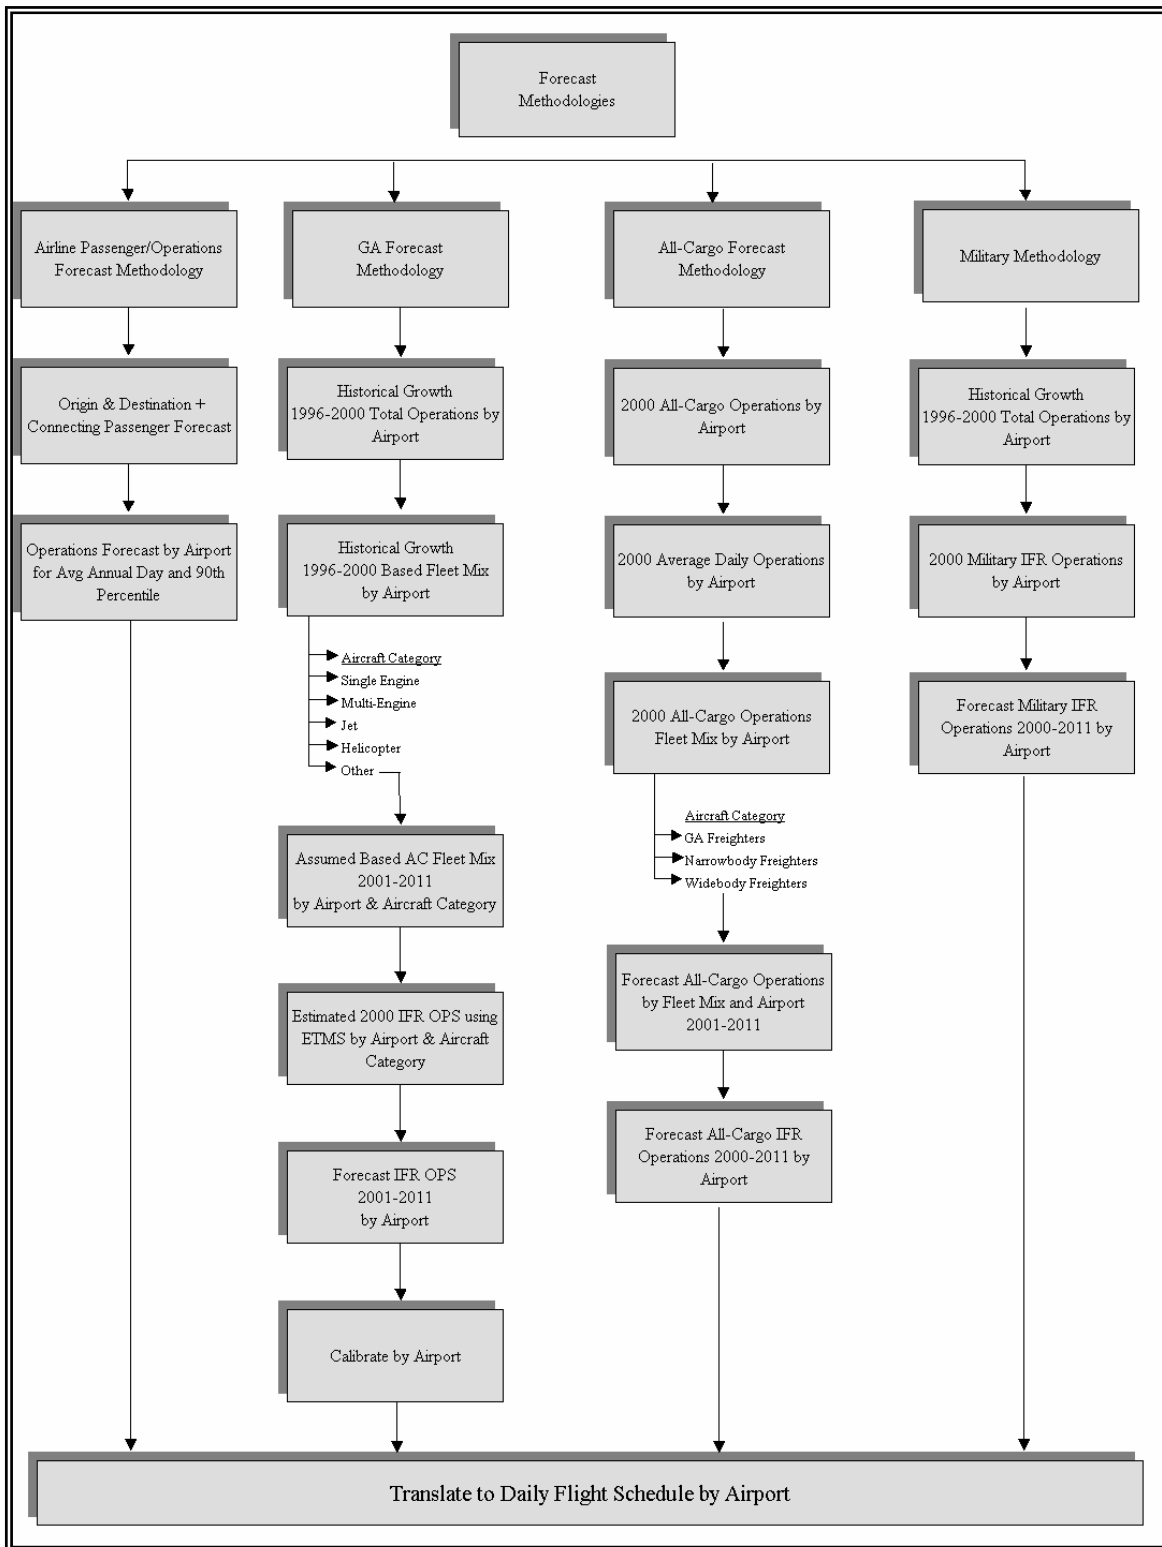 Forecast
Methodologies
Airline Passenger/Operations
Forecast Methodology
GA Forecast
Methodology
All-Cargo Forecast
Methodology
Military Methodology
Origin & Destination +
Connecting Passenger Forecast
Historical Growth
1996-2000 Total Operations by
Airport
2000 All-Cargo Operations by
Airport
Historical Growth
1996-2000 Total Operations by
Airport
Operations Forecast by Airport
for Avg Annual Day and 90th
Percentile
Historical Growth
1996-2000 Based Fleet Mix
by Airport
2000 Average Daily Operations
by Airport
2000 Military IFR Operations
by Airport
Aircraft Category
Single Engine
Multi-Engine
Jet
Helicopter
Other
2000 All-Cargo Operations
Fleet Mix by Airport
Forecast Military IFR
Operations 2000-2011 by
Airport
Aircraft Category
GA Freighters
Narrowbody Freighters
Widebody Freighters
Assumed Based AC Fleet Mix
2001-2011
by Airport & Aircraft Category
Forecast All-Cargo Operations
by Fleet Mix and Airport
2001-2011
Estimated 2000 IFR OPS using
ETMS by Airport & Aircraft
Category
Forecast All-Cargo IFR
Operations 2000-2011 by
Airport
Forecast IFR OPS
2001-2011
by Airport
Calibrate by Airport
Translate to Daily Flight Schedule by Airport